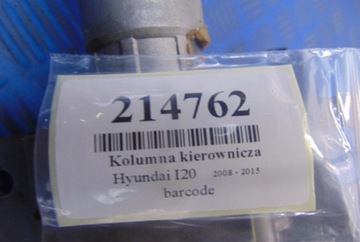 214762
Kolumna kierownicza
Hyundai I20 2008 - 2015
barcode